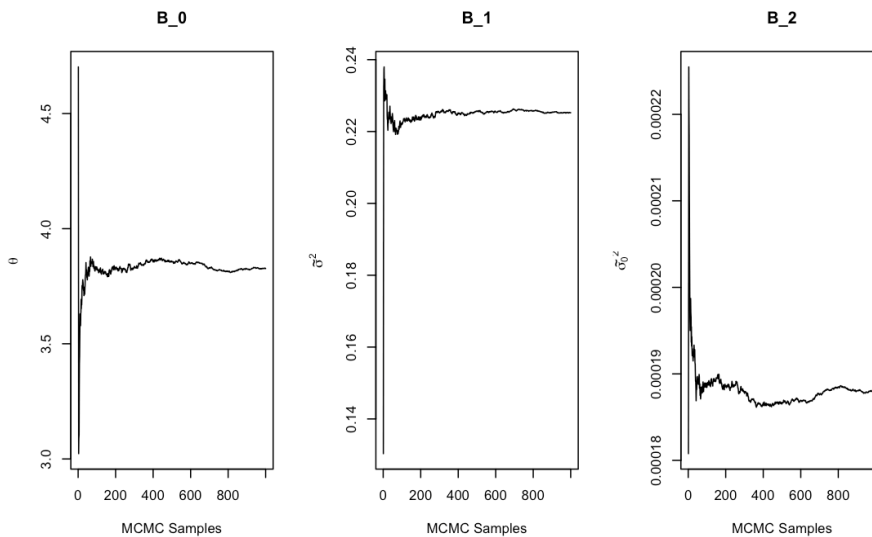 B_0
θ
4.5
4.0
3.5
3.0
0 200 400 600 800
MCMC Samples
B_1
σ̃²
0.24
0.22
0.20
0.18
0.16
0.14
0 200 400 600 800
MCMC Samples
B_2
σ̃₀²
0.00022
0.00021
0.00020
0.00019
0.00018
0 200 400 600 800
MCMC Samples